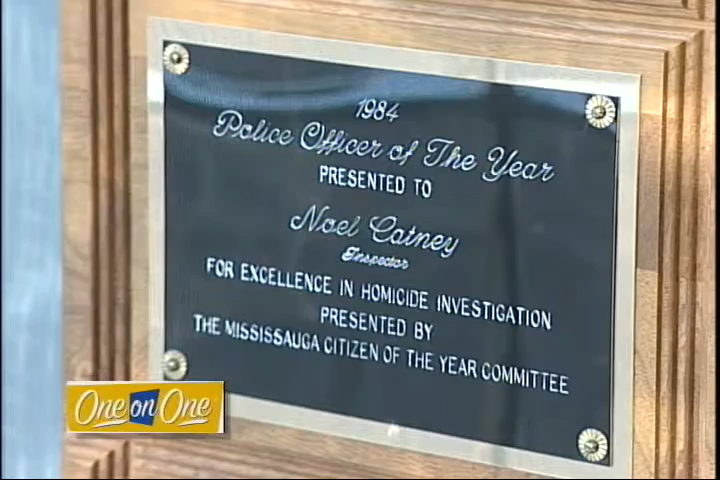 1984
Police Officer of The Year
PRESENTED TO
Noel Catney
Inspector
FOR EXCELLENCE IN HOMICIDE INVESTIGATION
PRESENTED BY
THE MISSISSAUGA CITIZEN OF THE YEAR COMMITTEE
One on One